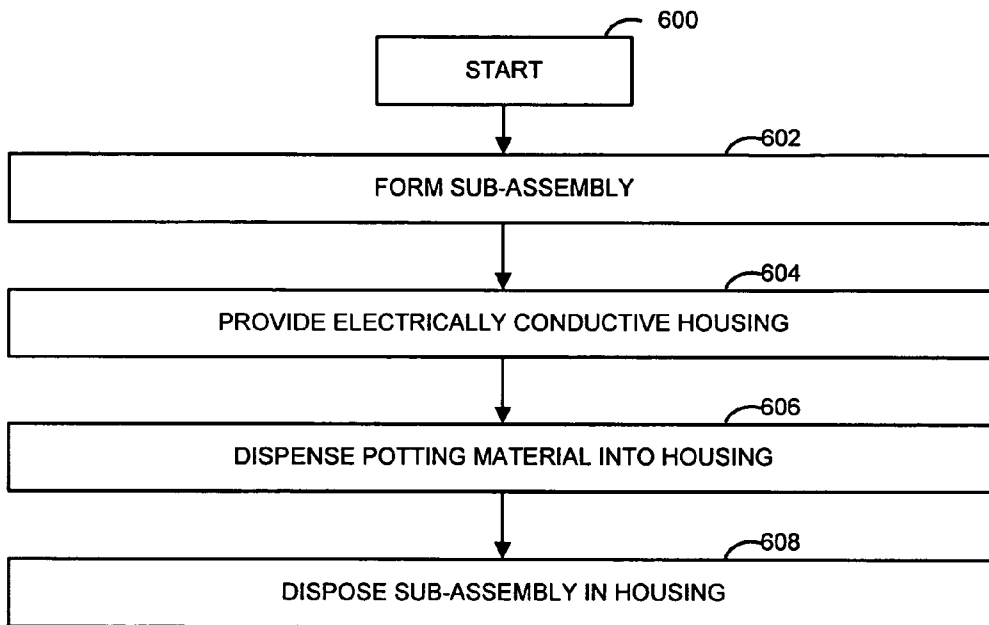 600
START
602
FORM SUB-ASSEMBLY
604
PROVIDE ELECTRICALLY CONDUCTIVE HOUSING
606
DISPENSE POTTING MATERIAL INTO HOUSING
608
DISPOSE SUB-ASSEMBLY IN HOUSING